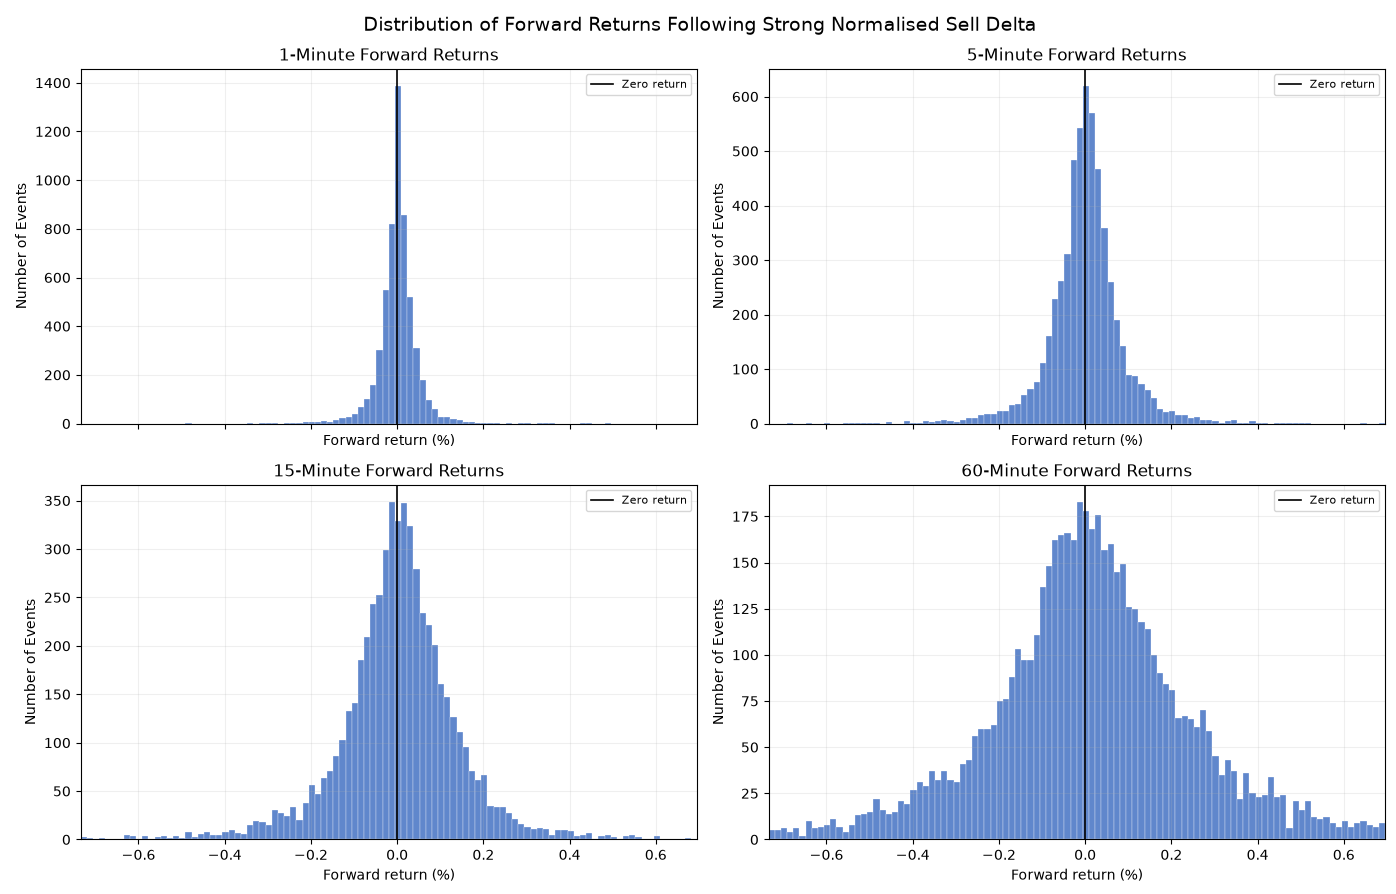 Distribution of Forward Returns Following Strong Normalised Sell Delta
1-Minute Forward Returns
Zero return
1400
1200
1000
800
600
400
200
0
Number of Events
Forward return (%)
5-Minute Forward Returns
Zero return
600
500
400
300
200
100
0
Number of Events
Forward return (%)
15-Minute Forward Returns
Zero return
350
300
250
200
150
100
50
0
Number of Events
−0.6 −0.4 −0.2 0.0 0.2 0.4 0.6
Forward return (%)
60-Minute Forward Returns
Zero return
175
150
125
100
75
50
25
0
Number of Events
−0.6 −0.4 −0.2 0.0 0.2 0.4 0.6
Forward return (%)